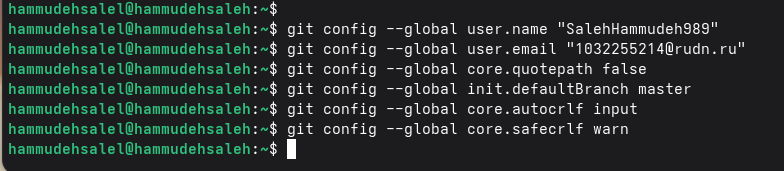 hammudehsalel@hammudehsaleh:~$
hammudehsalel@hammudehsaleh:~$ git config --global user.name "SalehHammudeh989"
hammudehsalel@hammudehsaleh:~$ git config --global user.email "1032255214@rudn.ru"
hammudehsalel@hammudehsaleh:~$ git config --global core.quotepath false
hammudehsalel@hammudehsaleh:~$ git config --global init.defaultBranch master
hammudehsalel@hammudehsaleh:~$ git config --global core.autocrlf input
hammudehsalel@hammudehsaleh:~$ git config --global core.safecrlf warn
hammudehsalel@hammudehsaleh:~$